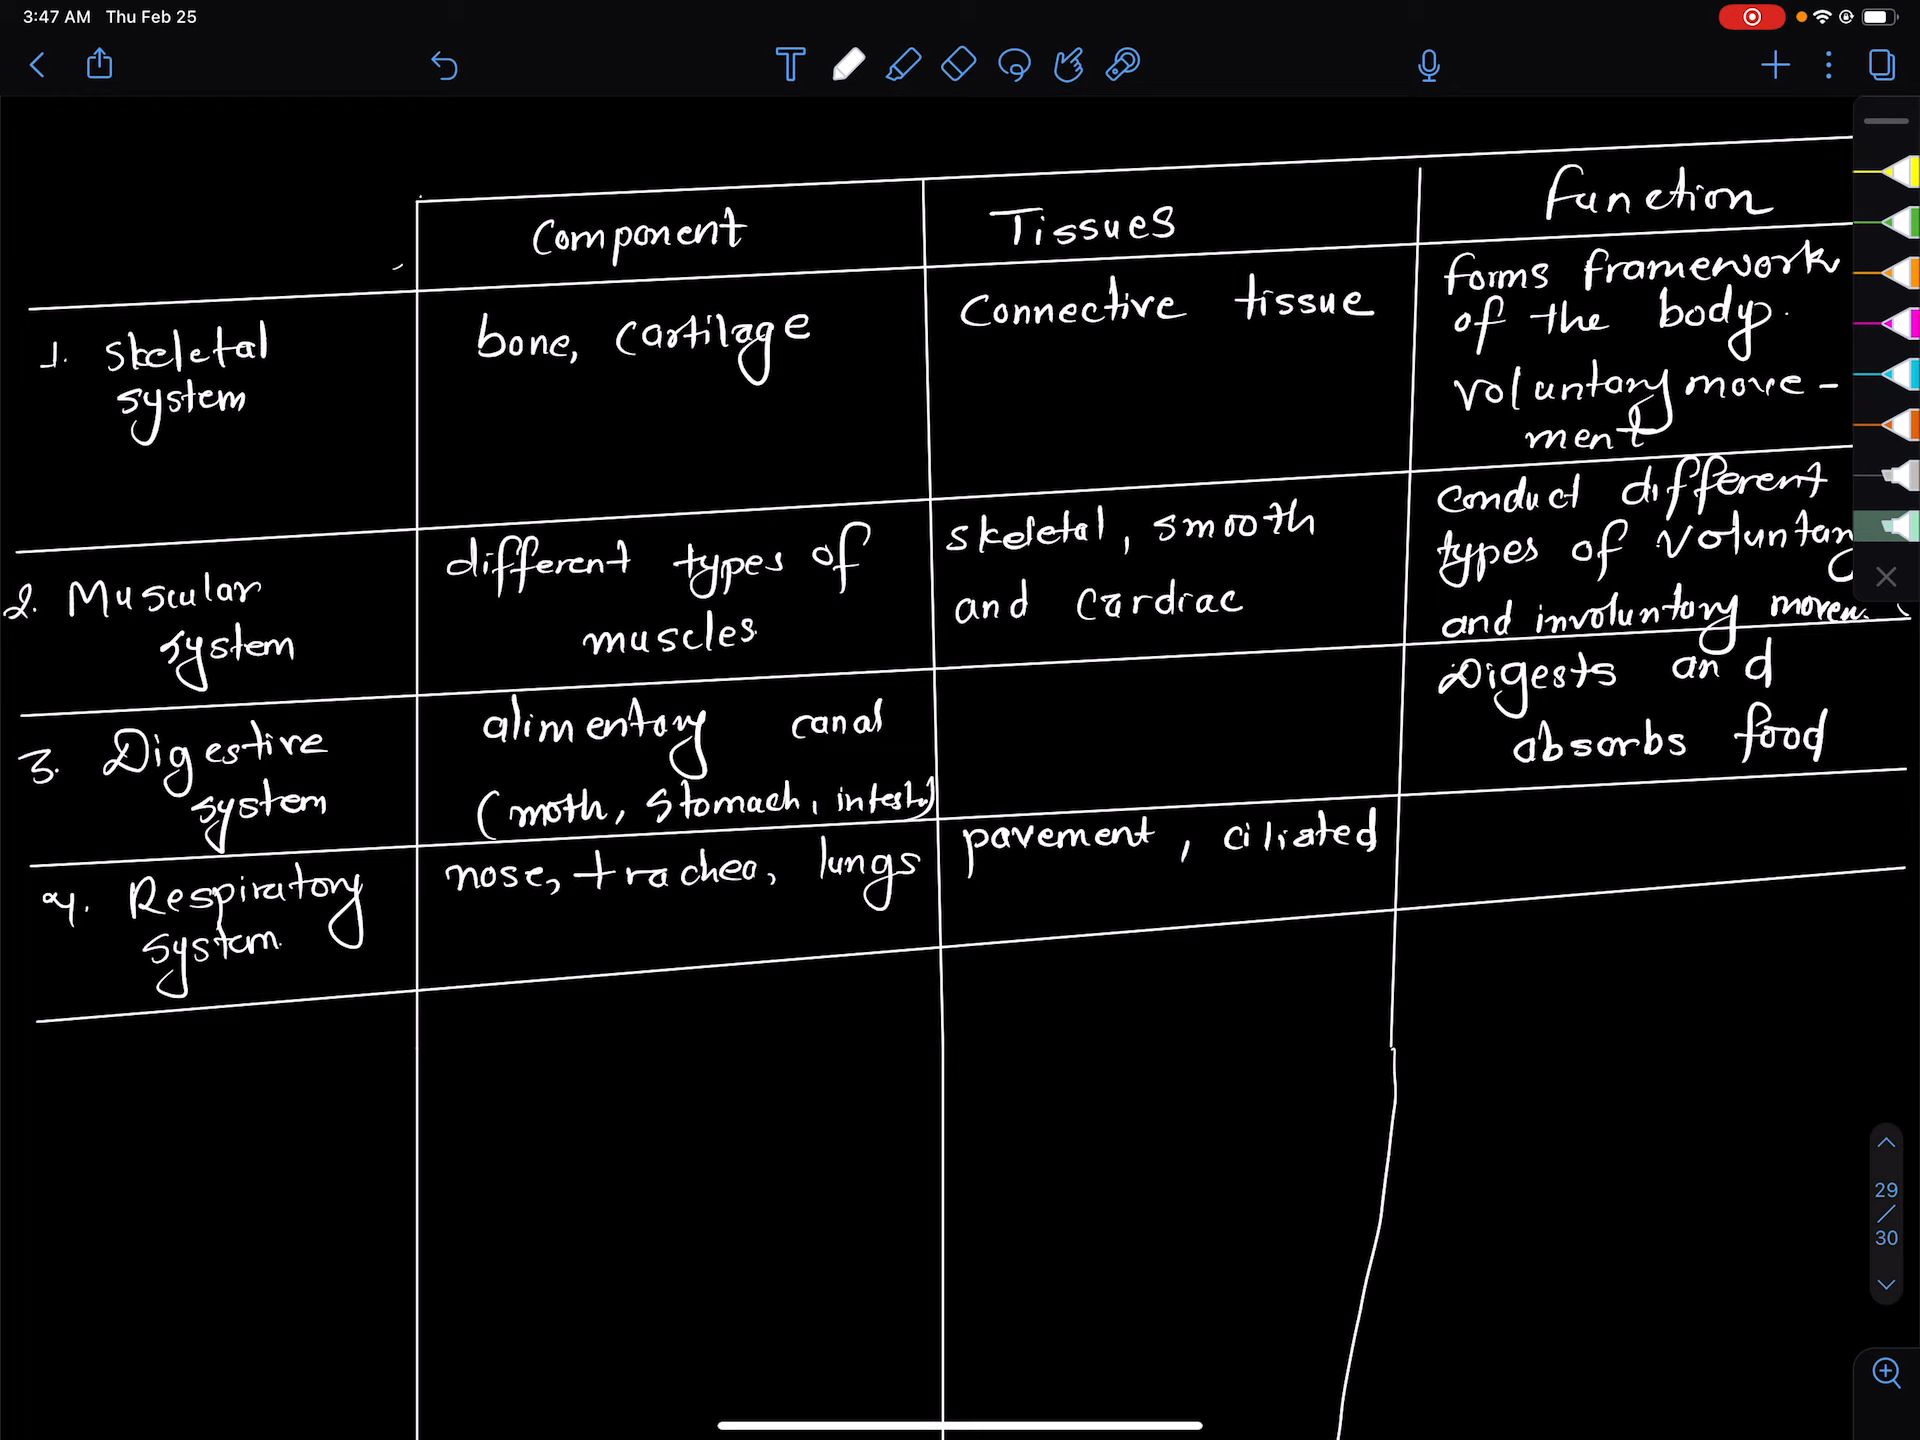 3:47 AM Thu Feb 25
Component
Tissues
Function
1. Skeletal
system
bone, cartilage
Connective tissue
forms framework
of the body.
voluntary move-
ment
2. Muscular
system
different types of
muscles
skeletal, smooth
and cardiac
conduct different
types of voluntary
and involuntary movem
3. Digestive
system
alimentary canal
(moth, stomach, intest)
Digests and
absorbs food
4. Respiratory
system.
nose, trachea, lungs
pavement, ciliated
29
/
30